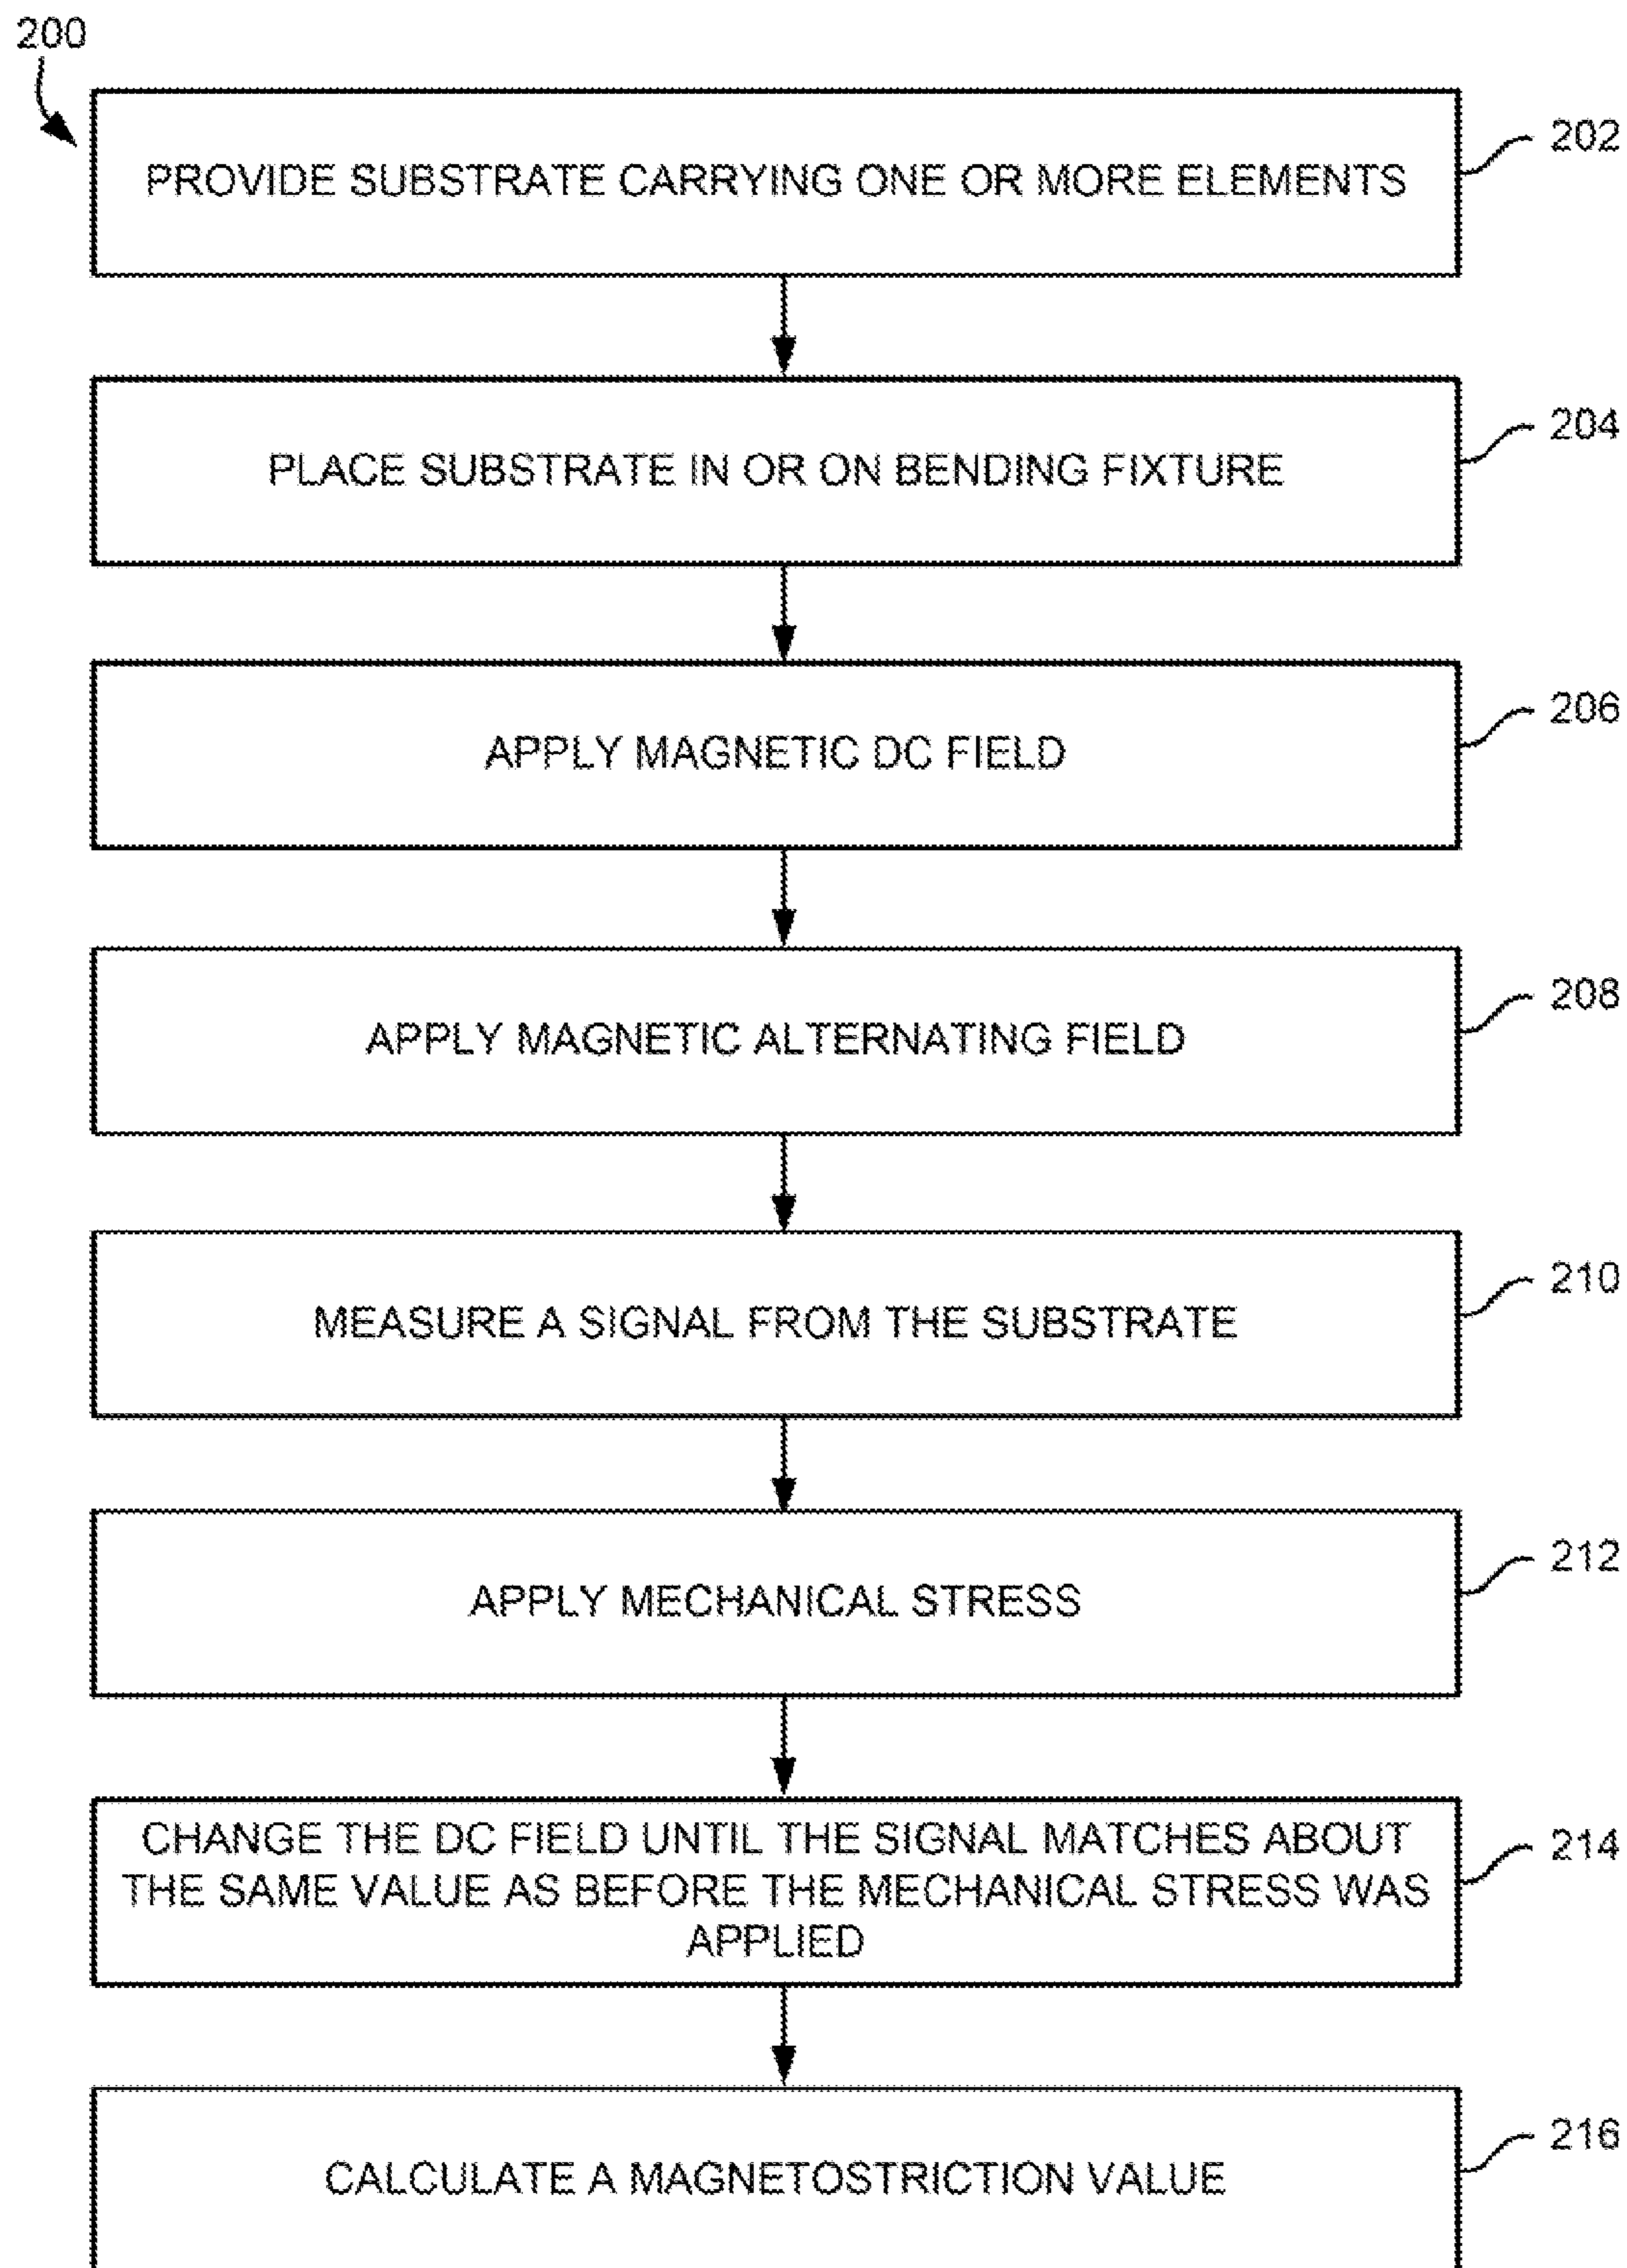 200
PROVIDE SUBSTRATE CARRYING ONE OR MORE ELEMENTS
202
PLACE SUBSTRATE IN OR ON BENDING FIXTURE
204
APPLY MAGNETIC DC FIELD
206
APPLY MAGNETIC ALTERNATING FIELD
208
MEASURE A SIGNAL FROM THE SUBSTRATE
210
APPLY MECHANICAL STRESS
212
CHANGE THE DC FIELD UNTIL THE SIGNAL MATCHES ABOUT
THE SAME VALUE AS BEFORE THE MECHANICAL STRESS WAS
APPLIED
214
CALCULATE A MAGNETOSTRICTION VALUE
216